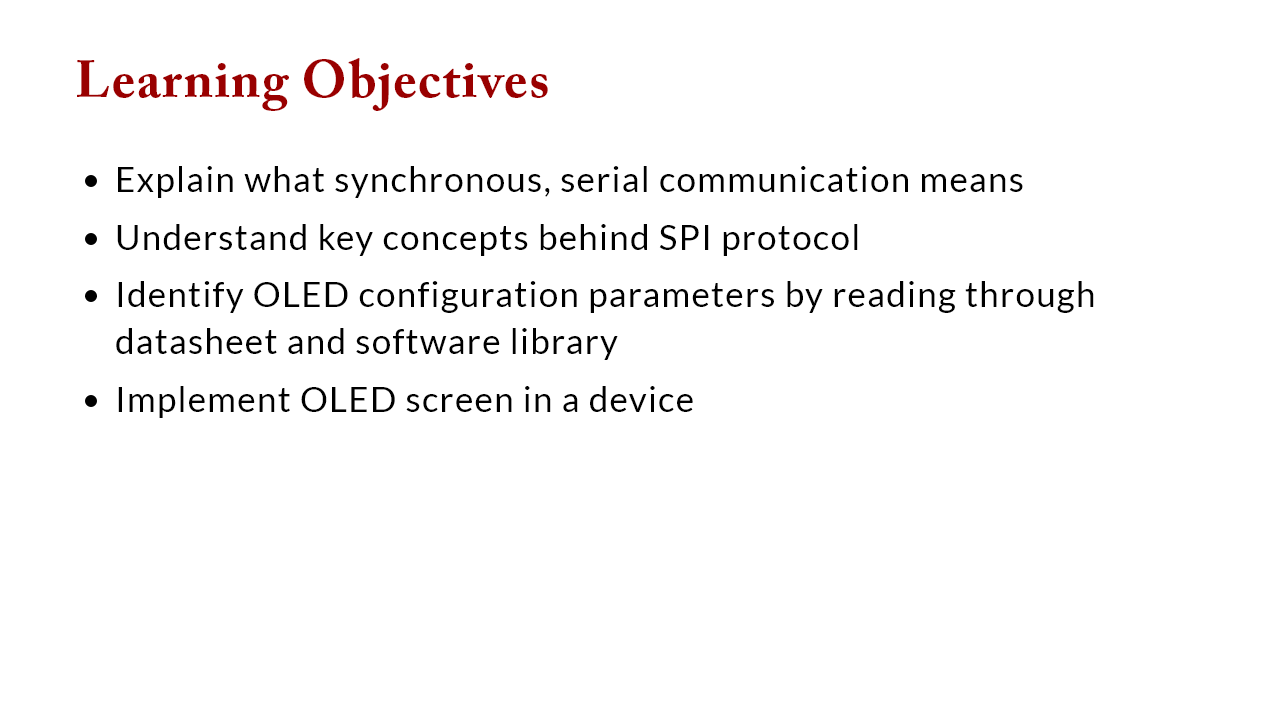 Learning Objectives
• Explain what synchronous, serial communication means
• Understand key concepts behind SPI protocol
• Identify OLED configuration parameters by reading through
datasheet and software library
• Implement OLED screen in a device